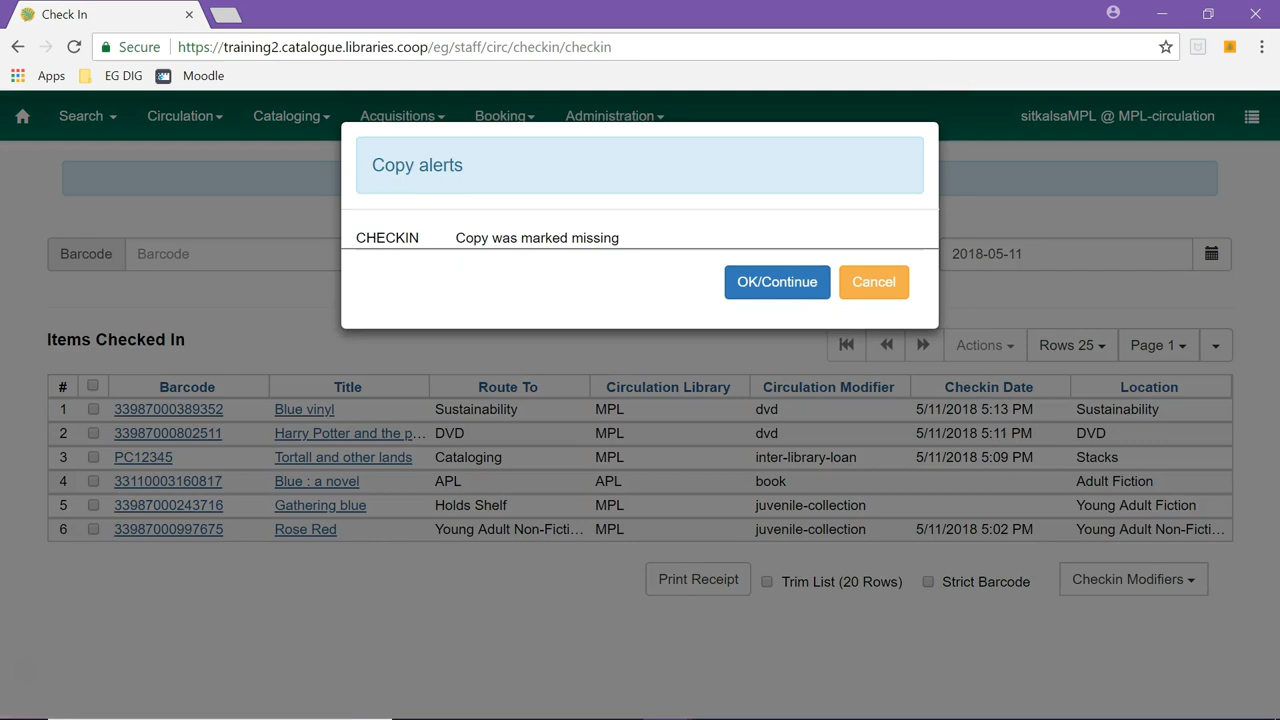 Check In
Secure https://training2.catalogue.libraries.coop/eg/staff/circ/checkin/checkin
Apps EG DIG Moodle
Search Circulation Cataloging Acquisitions Booking Administration sitkalsaMPL @ MPL-circulation
Copy alerts
CHECKIN Copy was marked missing
Barcode Barcode 2018-05-11
OK/Continue Cancel
Items Checked In Actions Rows 25 Page 1
# Barcode Title Route To Circulation Library Circulation Modifier Checkin Date Location
1 33987000389352 Blue vinyl Sustainability MPL dvd 5/11/2018 5:13 PM Sustainability
2 33987000802511 Harry Potter and the p... DVD MPL dvd 5/11/2018 5:11 PM DVD
3 PC12345 Tortall and other lands Cataloging MPL inter-library-loan 5/11/2018 5:09 PM Stacks
4 33110003160817 Blue : a novel APL APL book Adult Fiction
5 33987000243716 Gathering blue Holds Shelf MPL juvenile-collection Young Adult Fiction
6 33987000997675 Rose Red Young Adult Non-Ficti... MPL juvenile-collection 5/11/2018 5:02 PM Young Adult Non-Ficti...
Print Receipt Trim List (20 Rows) Strict Barcode Checkin Modifiers